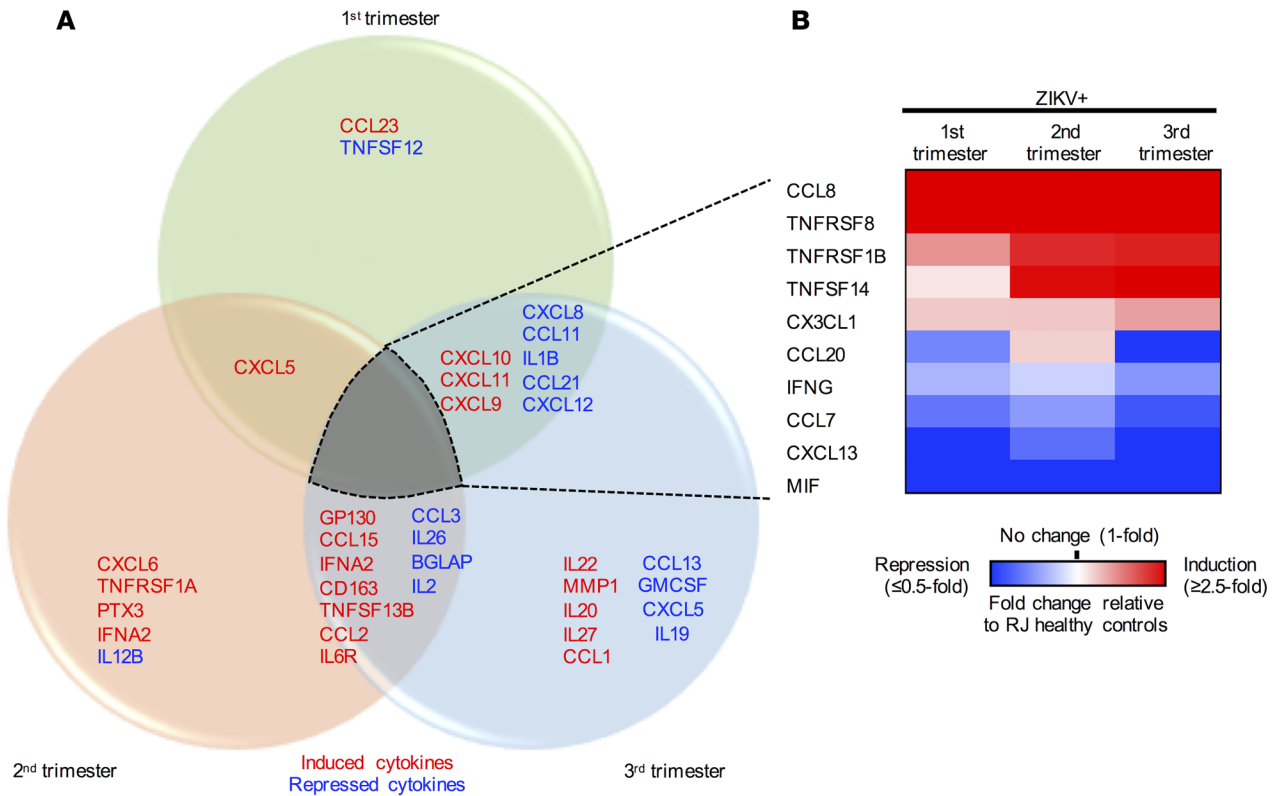 A
1st trimester
CCL23
TNFSF12
CXCL8
CCL11
CXCL10 IL1B
CXCL11 CCL21
CXCL9 CXCL12
CXCL5
GP130 CCL3
CCL15 IL26
IFNA2 BGLAP
CD163 IL2
TNFSF13B
CCL2
IL6R
CXCL6
TNFRSF1A
PTX3
IFNA2
IL12B
IL22 CCL13
MMP1 GMCSF
IL20 CXCL5
IL27 IL19
CCL1
2nd trimester
Induced cytokines
Repressed cytokines
3rd trimester
B
ZIKV+
1st trimester
2nd trimester
3rd trimester
CCL8
TNFRSF8
TNFRSF1B
TNFSF14
CX3CL1
CCL20
IFNG
CCL7
CXCL13
MIF
No change (1-fold)
Repression
(≤0.5-fold)
Induction
(≥2.5-fold)
Fold change relative
to RJ healthy controls